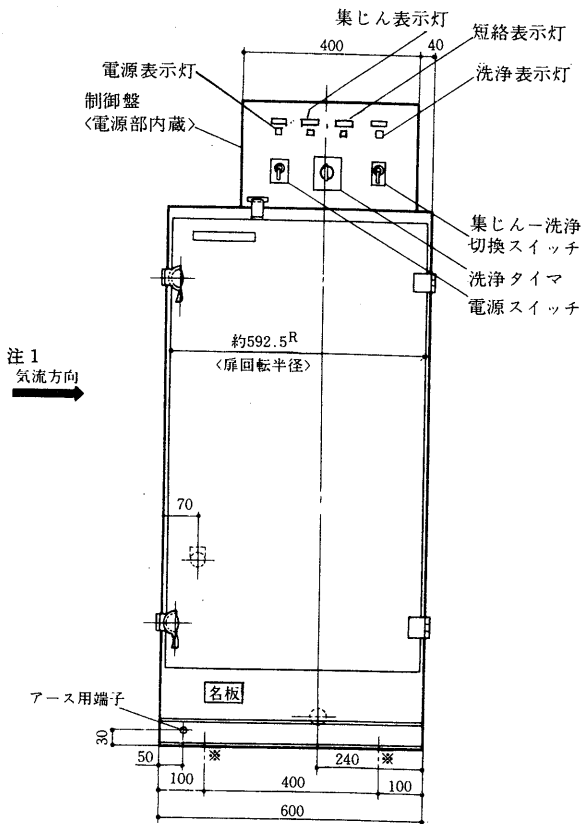 集じん表示灯
400
40
短絡表示灯
電源表示灯
洗浄表示灯
制御盤
〈電源部内蔵〉
集じん－洗浄
切換スイッチ
洗浄タイマ
電源スイッチ
約592.5R
〈扉回転半径〉
注1
気流方向
70
名板
アース用端子
30
50
※
240
※
100
400
100
600